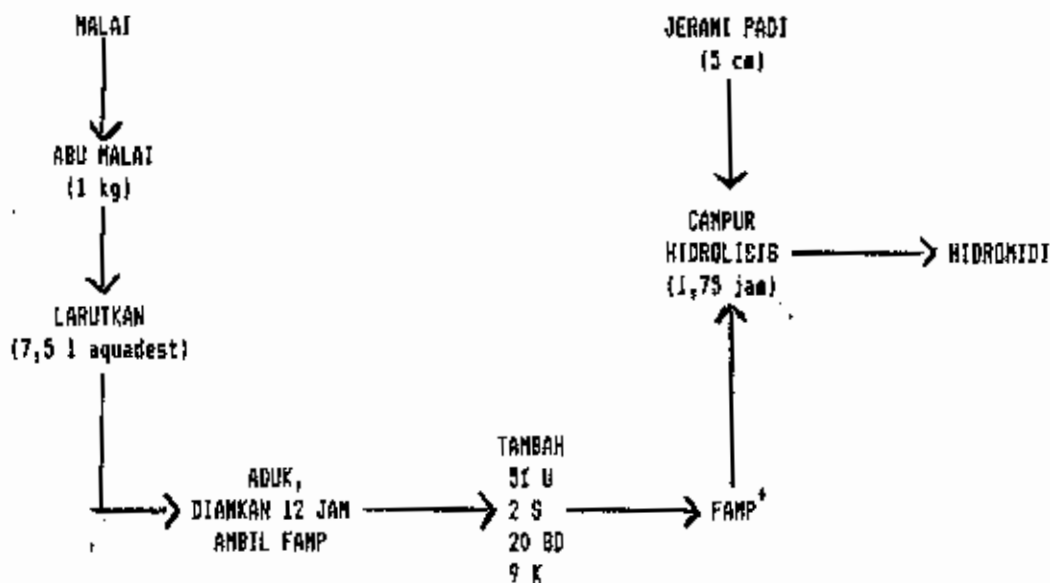 MALAI
ABU MALAI
(1 kg)
LARUTKAN
(7,5 l aquadest)
ADUK,
DIAMKAN 12 JAM
AMBIL FAMP
TAMBAH
51 U
2 S
20 BD
9 K
FAMP+
JERAMI PADI
(5 cm)
CAMPUR
HIDROLISIS
(1,75 jam)
HIDROMIDI